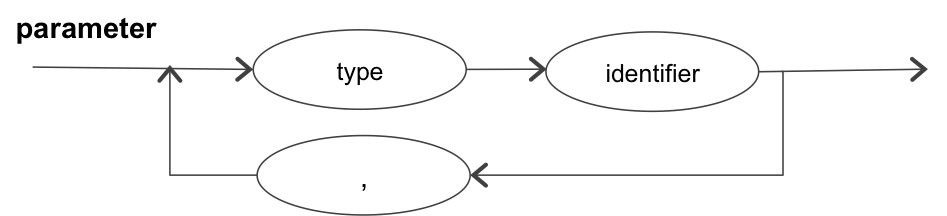 parameter
type
identifier
,